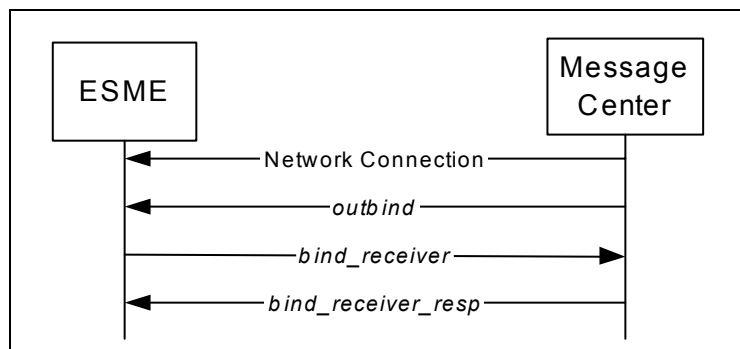 ESME
Message
Center
Network Connection
outbind
bind_receiver
bind_receiver_resp